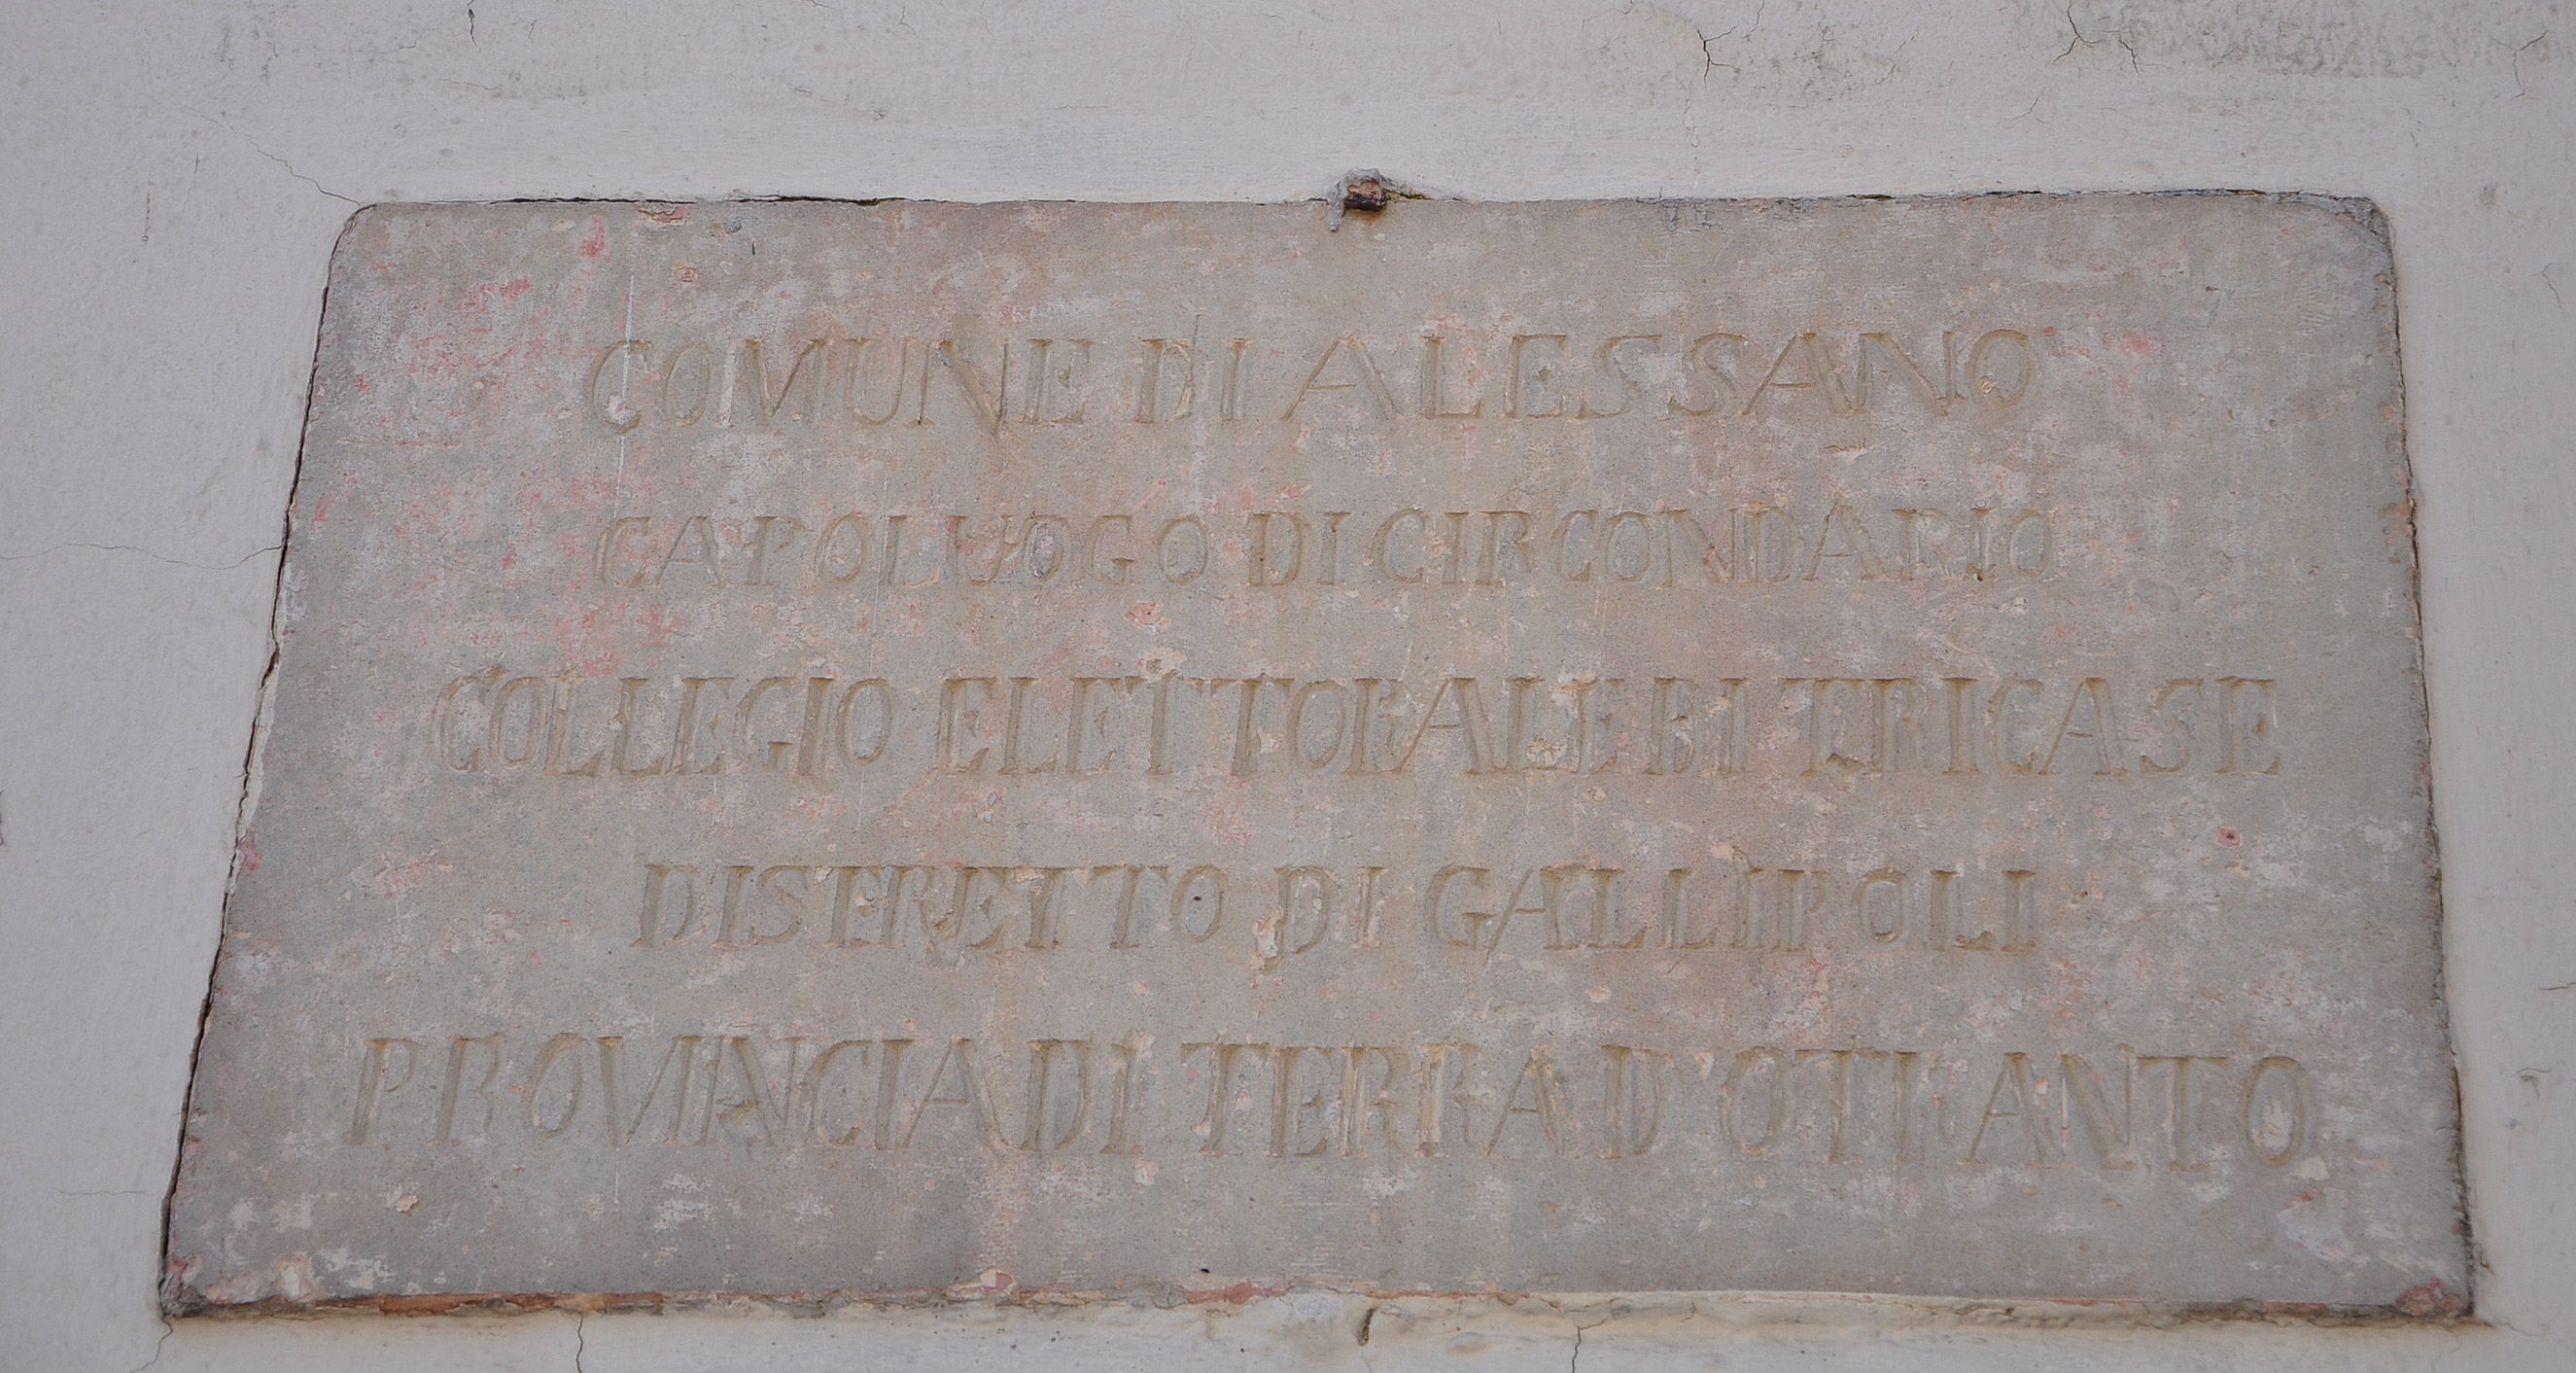 COMUNE DI ALESSANO
CAPOLUOGO DI CIRCONDARIO
COLLEGIO ELETTORALE DI TRICASE
DISTRETTO DI GALLIPOLI
PROVINCIA DI TERRA D'OTRANTO